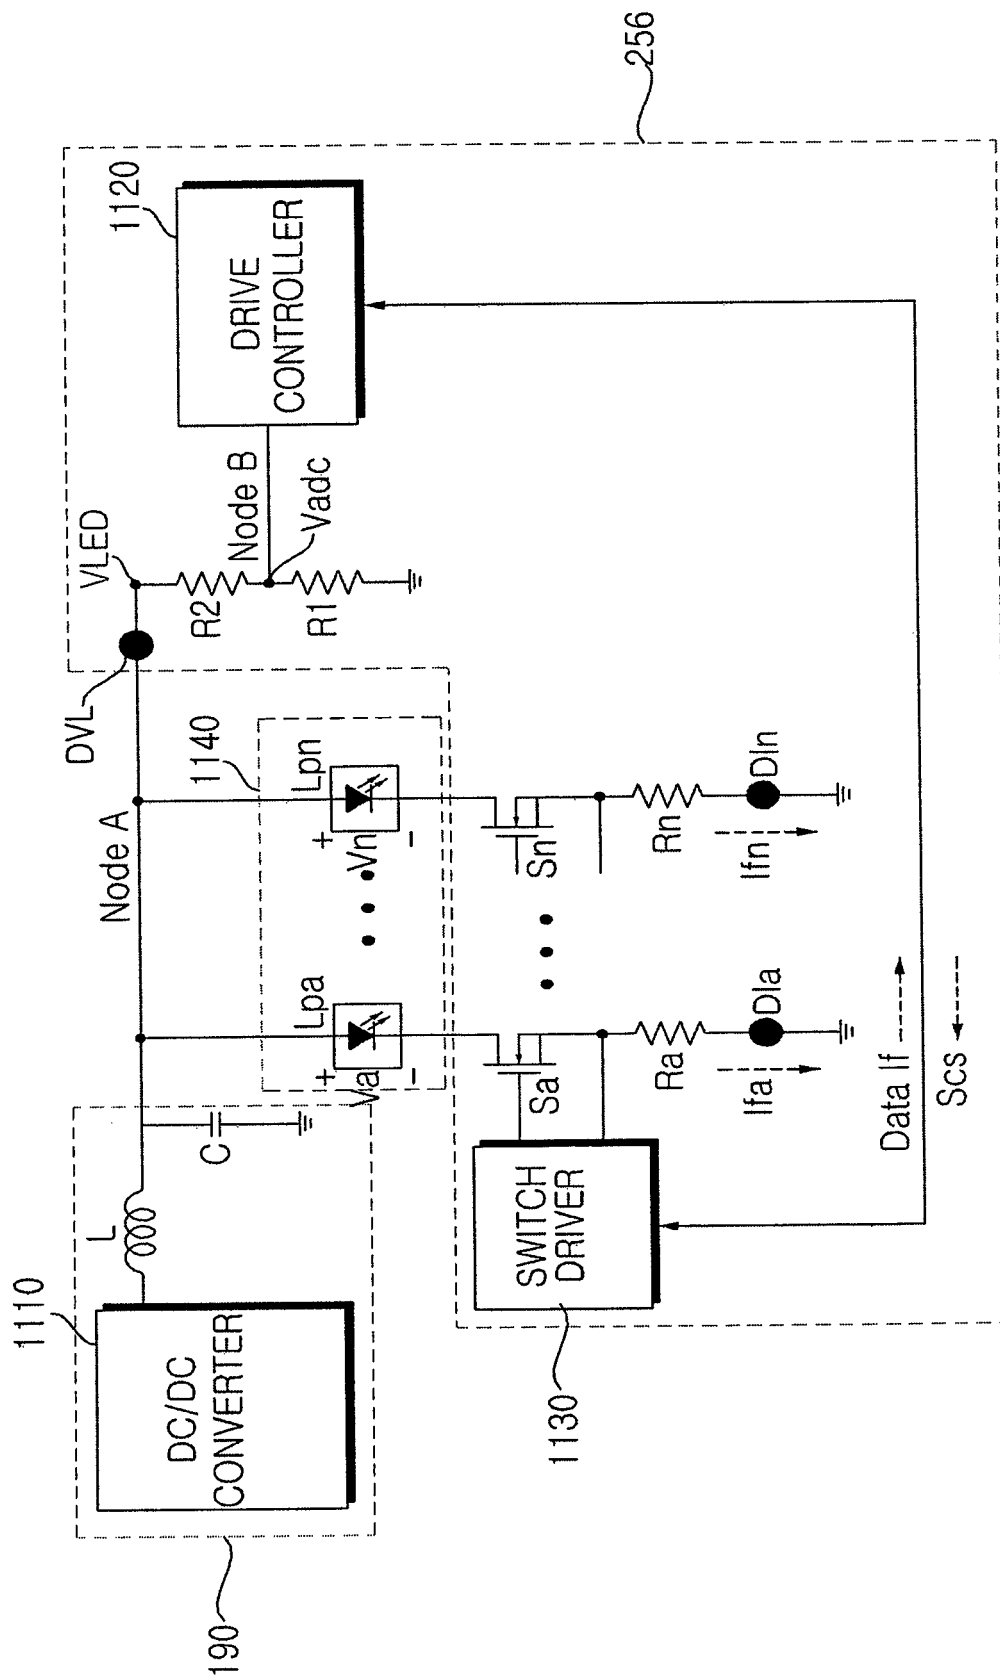 256
1120
DRIVE
CONTROLLER
VLED
Node B
Vadc
R2
R1
DVL
Node A
1140
Lpn
+
Vn
-
Lpa
+
Va
-
Sn
Rn
DIn
Ifn
Sa
Ra
DIa
Ifa
L
C
1110
DC/DC
CONVERTER
190
SWITCH
DRIVER
1130
Data If
Scs